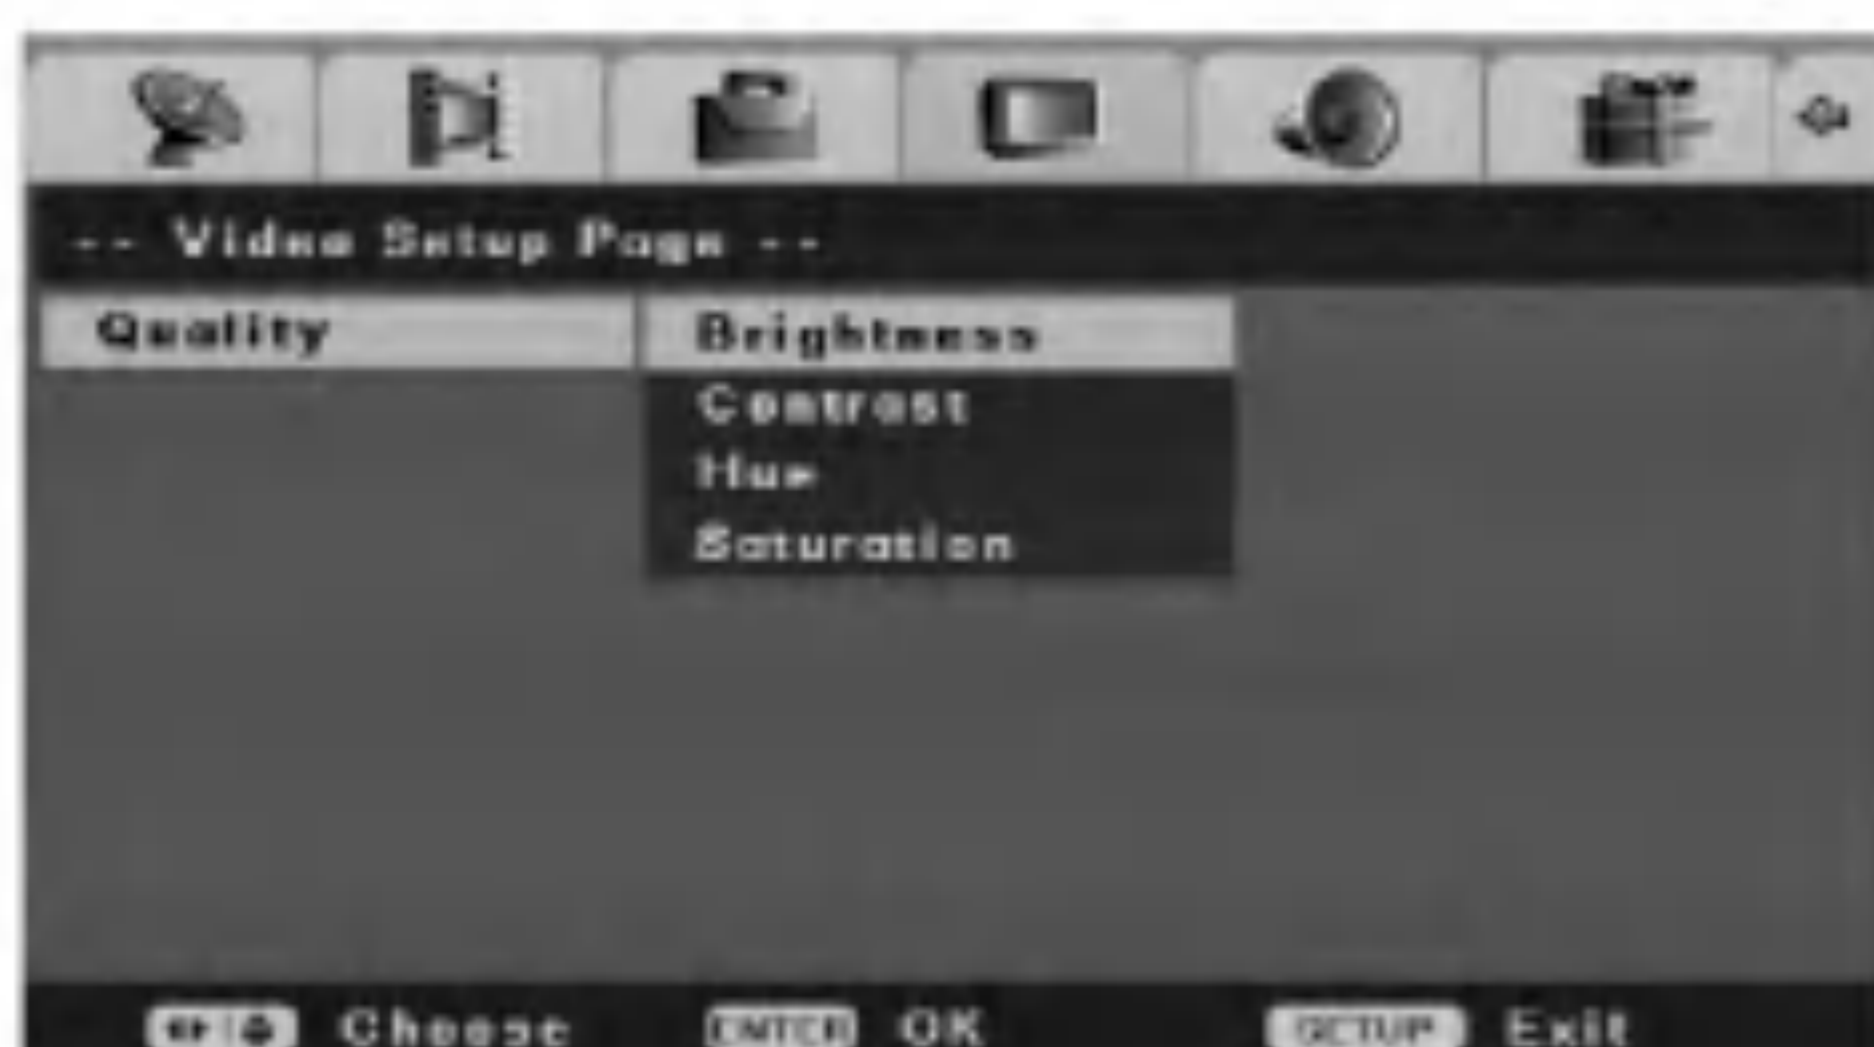 -- Video Setup Page --
Quality
Brightness
Contrast
Hue
Saturation
Choose ENTER OK SETUP Exit